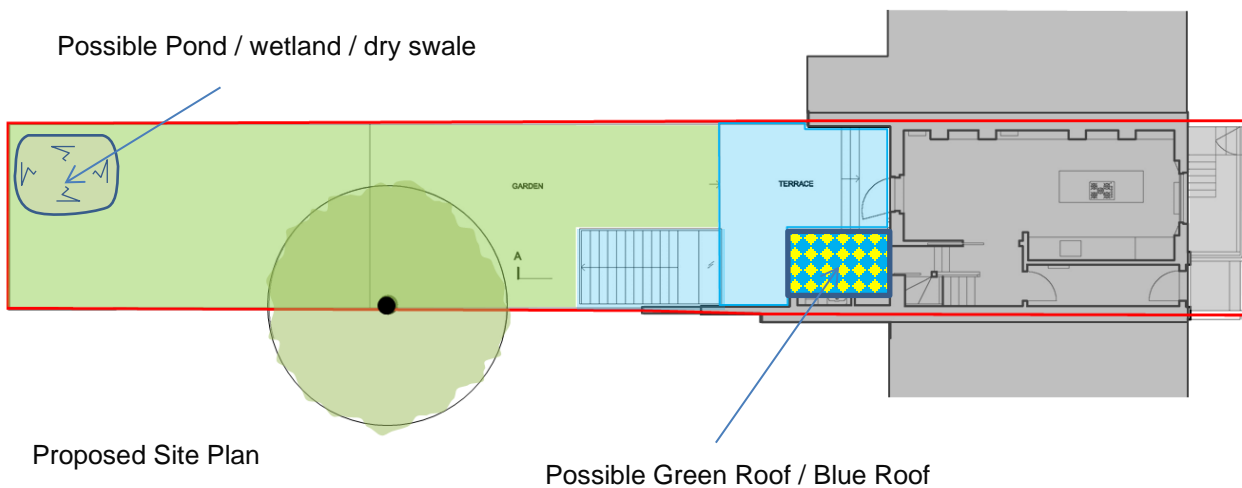 Possible Pond / wetland / dry swale
GARDEN
TERRACE
A
Proposed Site Plan
Possible Green Roof / Blue Roof